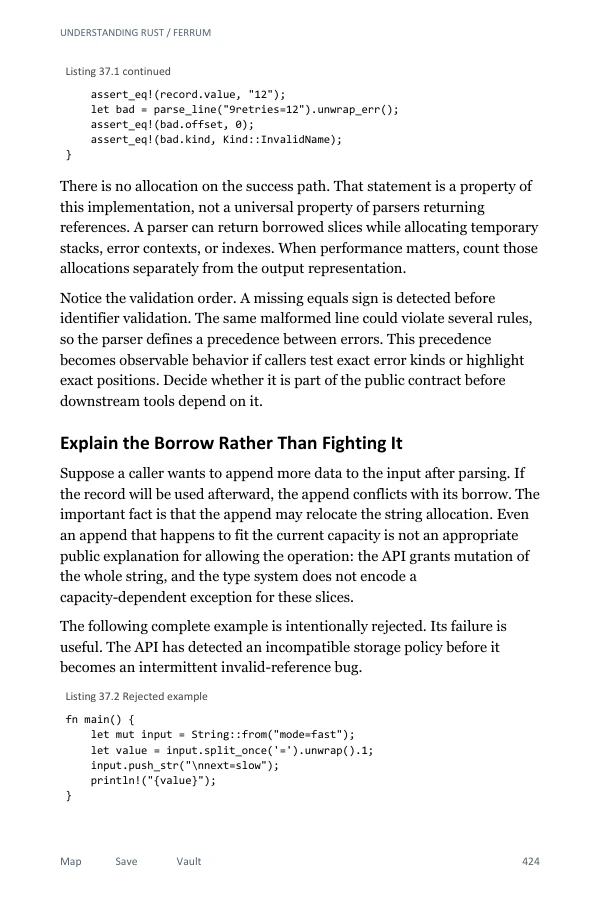 UNDERSTANDING RUST / FERRUM
Listing 37.1 continued
    assert_eq!(record.value, "12");
    let bad = parse_line("9retries=12").unwrap_err();
    assert_eq!(bad.offset, 0);
    assert_eq!(bad.kind, Kind::InvalidName);
}
There is no allocation on the success path. That statement is a property of
this implementation, not a universal property of parsers returning
references. A parser can return borrowed slices while allocating temporary
stacks, error contexts, or indexes. When performance matters, count those
allocations separately from the output representation.
Notice the validation order. A missing equals sign is detected before
identifier validation. The same malformed line could violate several rules,
so the parser defines a precedence between errors. This precedence
becomes observable behavior if callers test exact error kinds or highlight
exact positions. Decide whether it is part of the public contract before
downstream tools depend on it.
Explain the Borrow Rather Than Fighting It
Suppose a caller wants to append more data to the input after parsing. If
the record will be used afterward, the append conflicts with its borrow. The
important fact is that the append may relocate the string allocation. Even
an append that happens to fit the current capacity is not an appropriate
public explanation for allowing the operation: the API grants mutation of
the whole string, and the type system does not encode a
capacity-dependent exception for these slices.
The following complete example is intentionally rejected. Its failure is
useful. The API has detected an incompatible storage policy before it
becomes an intermittent invalid-reference bug.
Listing 37.2 Rejected example
fn main() {
    let mut input = String::from("mode=fast");
    let value = input.split_once('=').unwrap().1;
    input.push_str("\nnext=slow");
    println!("{value}");
}
Map Save Vault 424